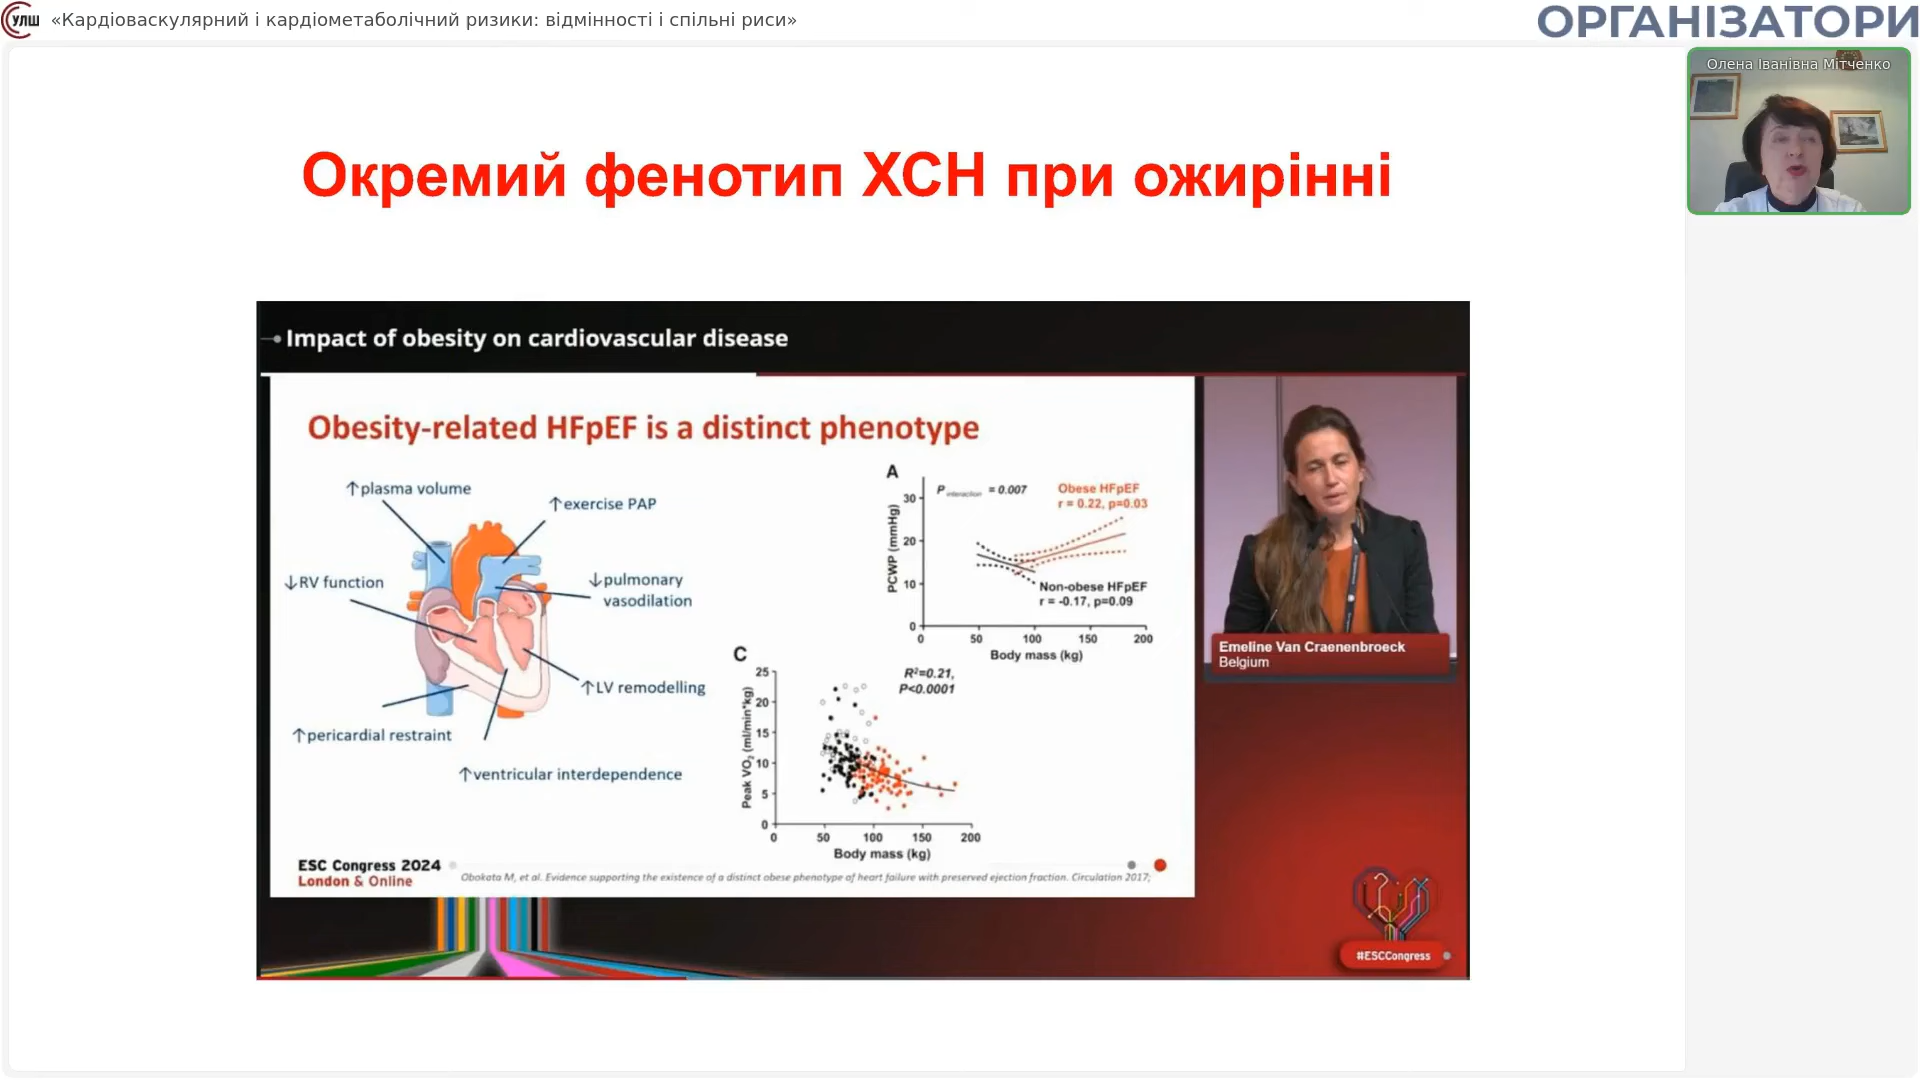 УЛШ «Кардіоваскулярний і кардіометаболічний ризики: відмінності і спільні риси»
ОРГАНІЗАТОРИ
Олена Іванівна Мітченко
Окремий фенотип ХСН при ожирінні
Impact of obesity on cardiovascular disease
Obesity-related HFpEF is a distinct phenotype
↑plasma volume
↑exercise PAP
↓RV function
↓pulmonary
vasodilation
↑LV remodelling
↑pericardial restraint
↑ventricular interdependence
A
P interaction = 0.007
Obese HFpEF
r = 0.22, p=0.03
PCWP (mmHg)
30
20
10
0
Non-obese HFpEF
r = -0.17, p=0.09
0 50 100 150 200
Body mass (kg)
C
R²=0.21,
P<0.0001
Peak VO₂ (ml/min*kg)
25
20
15
10
5
0
0 50 100 150 200
Body mass (kg)
Emeline Van Craenenbroeck
Belgium
ESC Congress 2024
London & Online
Obokata M, et al. Evidence supporting the existence of a distinct obese phenotype of heart failure with preserved ejection fraction. Circulation 2017;
#ESCCongress